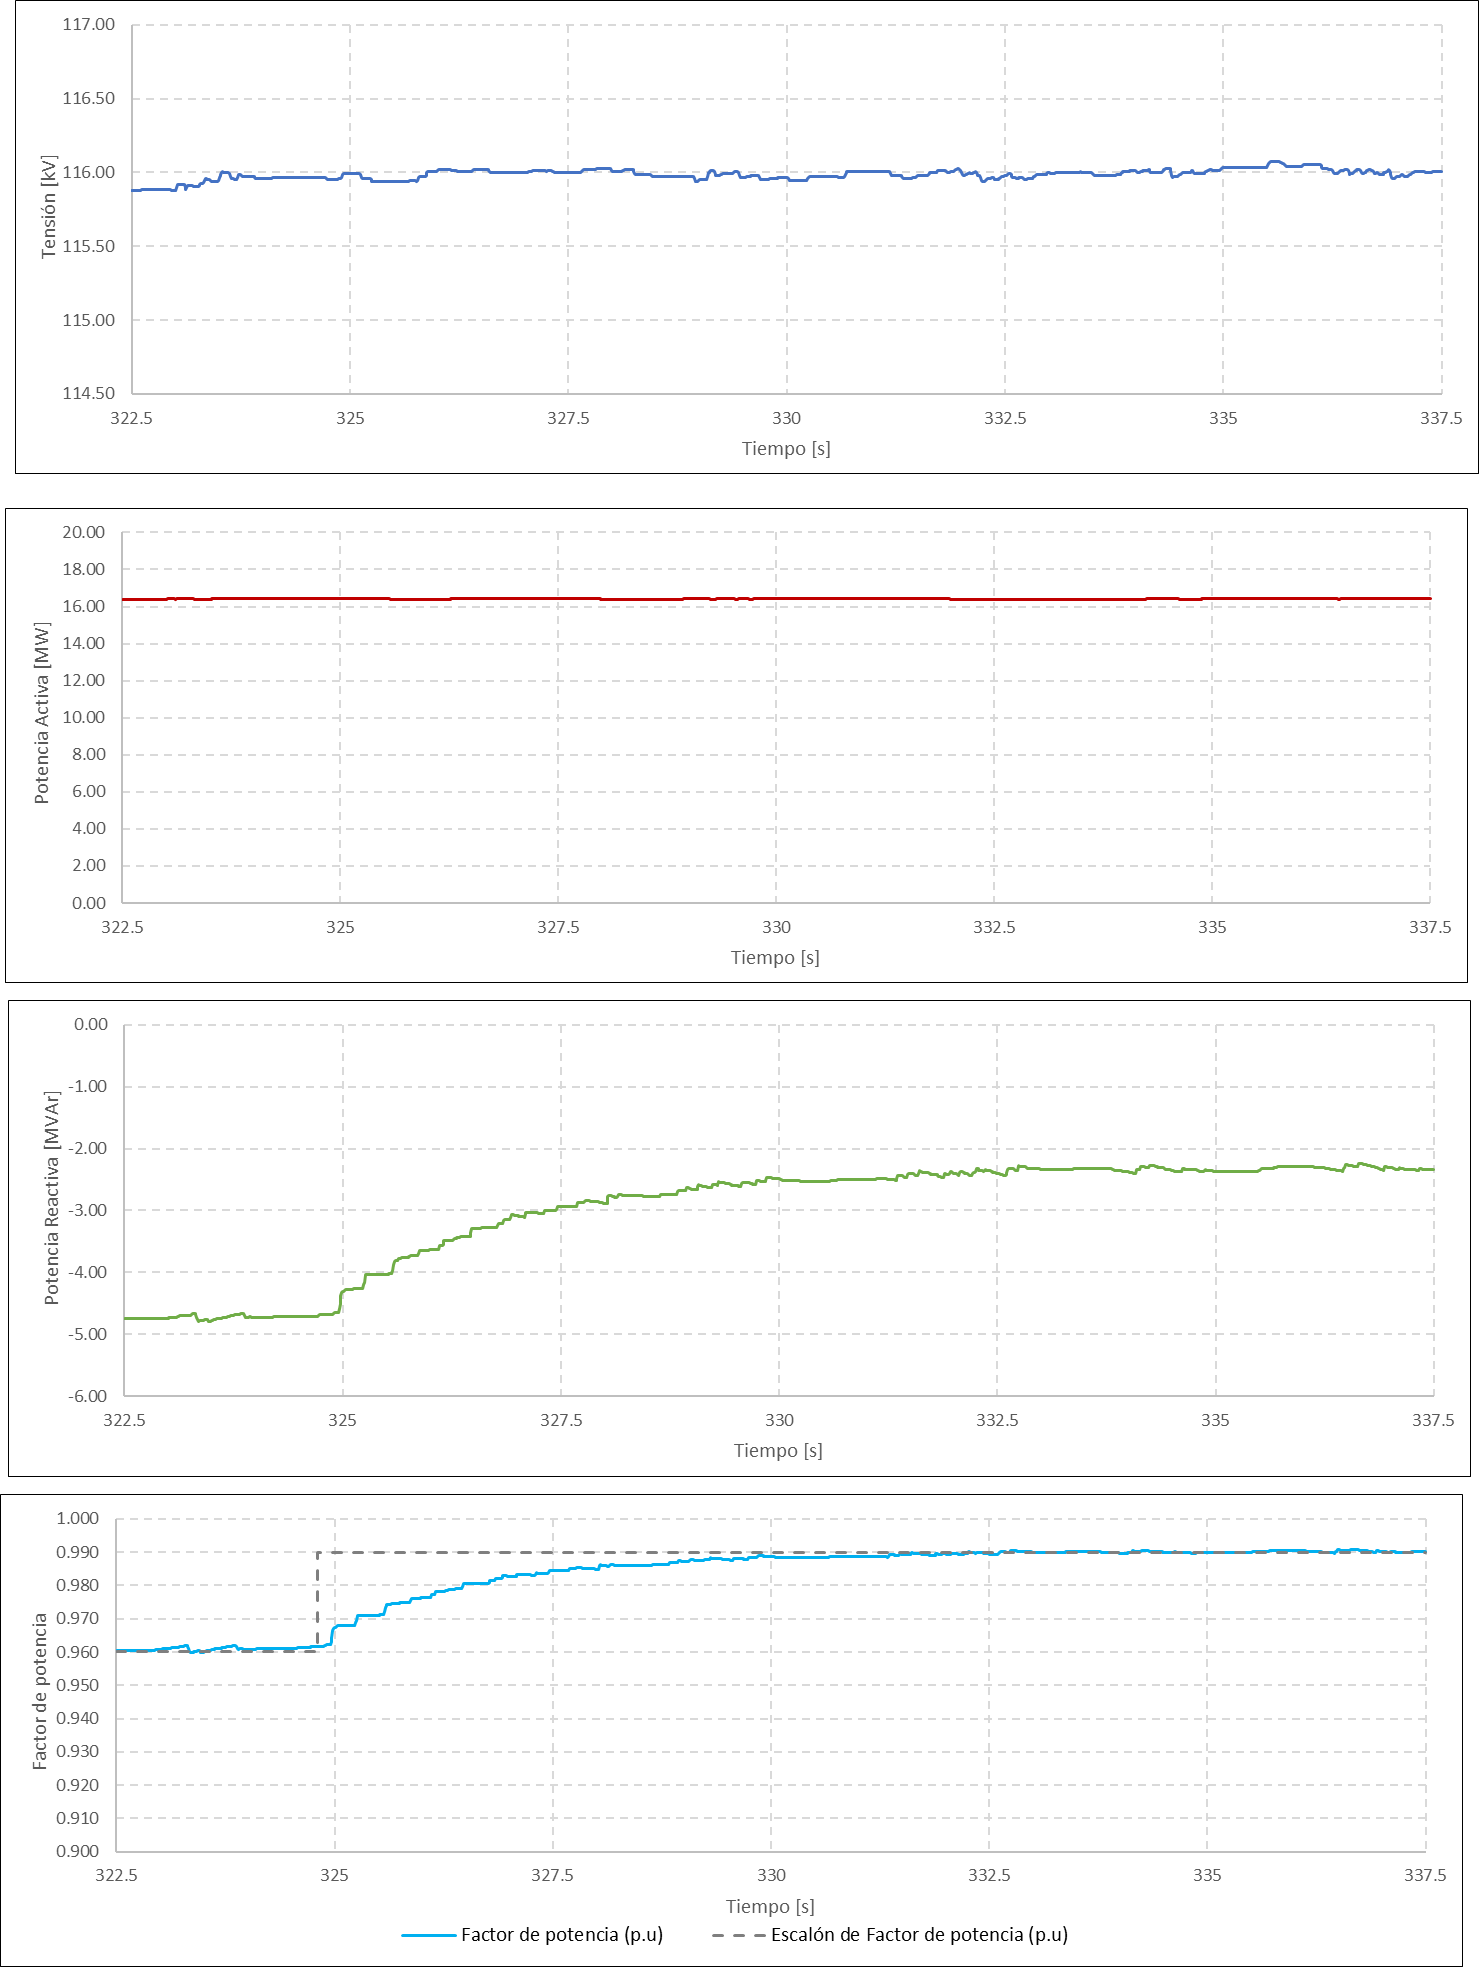 117.00
116.50
116.00
115.50
115.00
114.50
Tensión [kV]
322.5 325 327.5 330 332.5 335 337.5
Tiempo [s]
20.00
18.00
16.00
14.00
12.00
10.00
8.00
6.00
4.00
2.00
0.00
Potencia Activa [MW]
322.5 325 327.5 330 332.5 335 337.5
Tiempo [s]
0.00
-1.00
-2.00
-3.00
-4.00
-5.00
-6.00
Potencia Reactiva [MVAr]
322.5 325 327.5 330 332.5 335 337.5
Tiempo [s]
1.000
0.990
0.980
0.970
0.960
0.950
0.940
0.930
0.920
0.910
0.900
Factor de potencia
322.5 325 327.5 330 332.5 335 337.5
Tiempo [s]
Factor de potencia (p.u) Escalón de Factor de potencia (p.u)